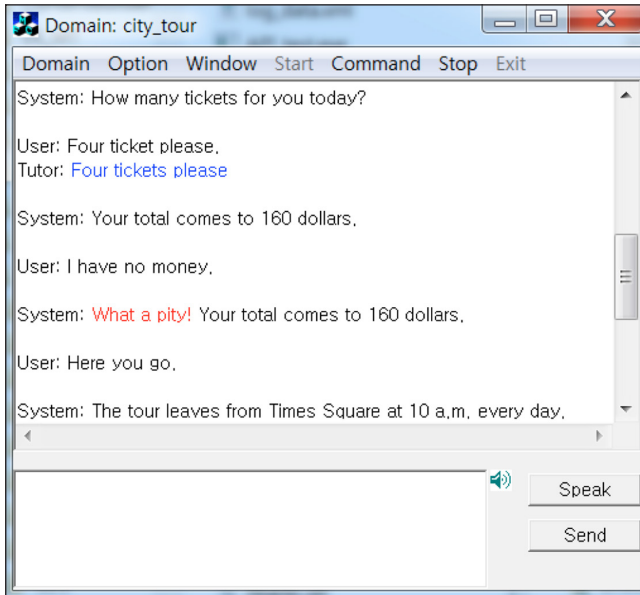 Domain: city_tour
Domain Option Window Start Command Stop Exit
System: How many tickets for you today?
User: Four ticket please,
Tutor: Four tickets please
System: Your total comes to 160 dollars,
User: I have no money,
System: What a pity! Your total comes to 160 dollars,
User: Here you go,
System: The tour leaves from Times Square at 10 a,m, every day,
Speak
Send